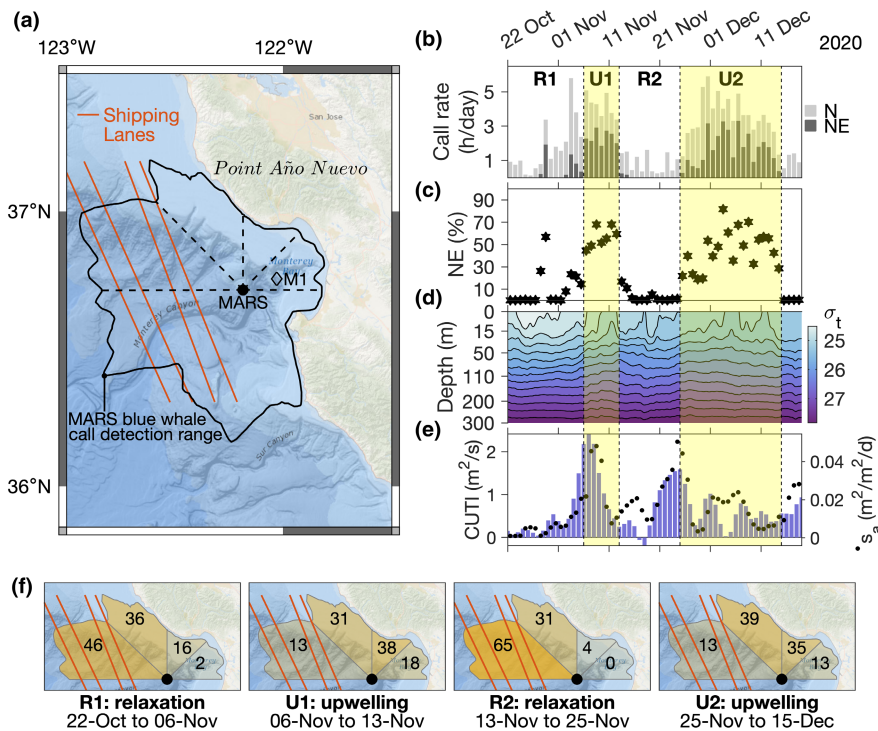 (a)
123°W
122°W
37°N
36°N
Shipping
Lanes
San Jose
Point Año Nuevo
Monterey
M1
MARS
Monterey Canyon
MARS blue whale
call detection range
Sur Canyon
22 Oct
01 Nov
11 Nov
21 Nov
01 Dec
11 Dec
2020
(b)
R1
U1
R2
U2
Call rate
(h/day)
5
3
1
N
NE
(c)
NE (%)
90
70
50
30
10
(d)
Depth (m)
0
15
50
110
200
300
σt
25
26
27
(e)
CUTI (m²/s)
2
1
0
0.04
0.02
0
• sa (m²/m²/d)
(f)
46
36
16
2
R1: relaxation
22-Oct to 06-Nov
13
31
38
18
U1: upwelling
06-Nov to 13-Nov
65
31
4
0
R2: relaxation
13-Nov to 25-Nov
13
39
35
13
U2: upwelling
25-Nov to 15-Dec